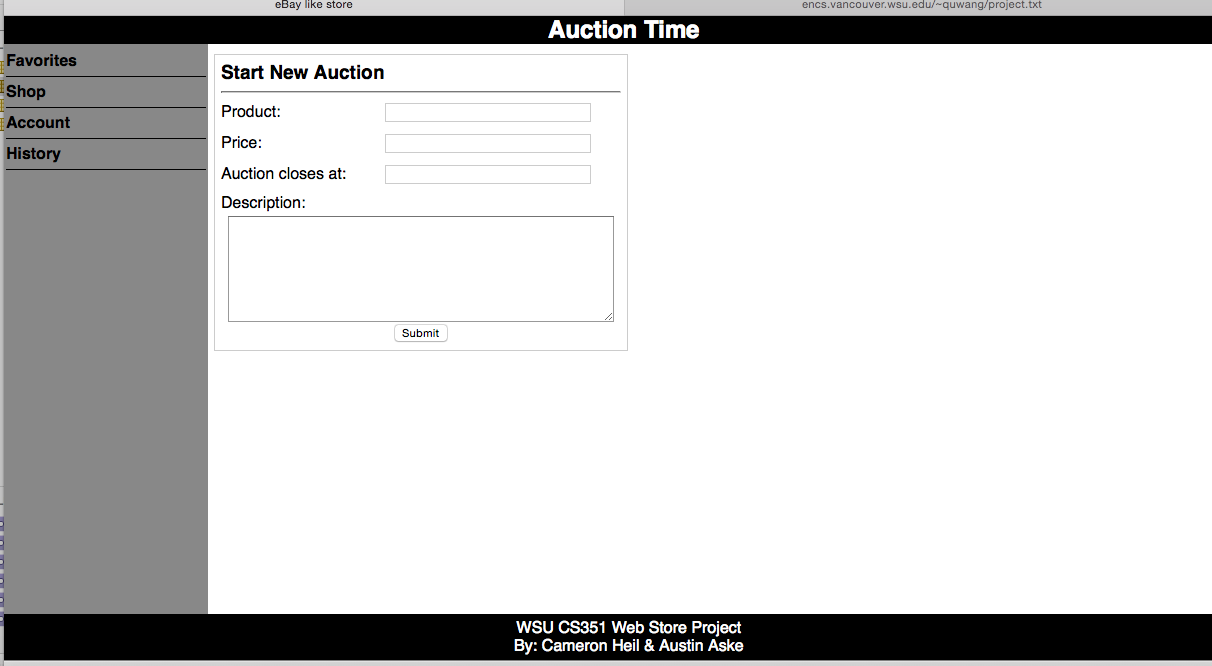 eBay like store
encs.vancouver.wsu.edu/~quwang/project.txt
Auction Time
Favorites
Shop
Account
History
Start New Auction
Product:
Price:
Auction closes at:
Description:
Submit
WSU CS351 Web Store Project
By: Cameron Heil & Austin Aske